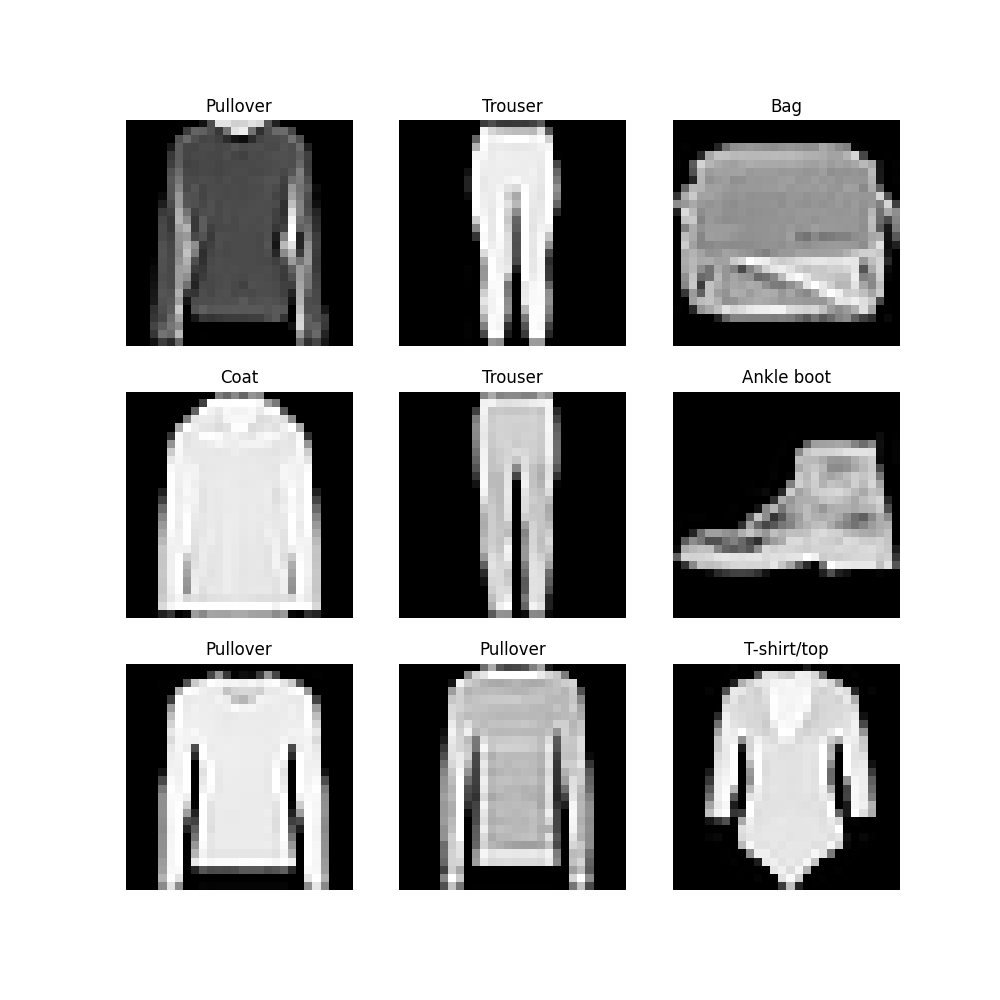 Pullover
Trouser
Bag
Coat
Trouser
Ankle boot
Pullover
Pullover
T-shirt/top